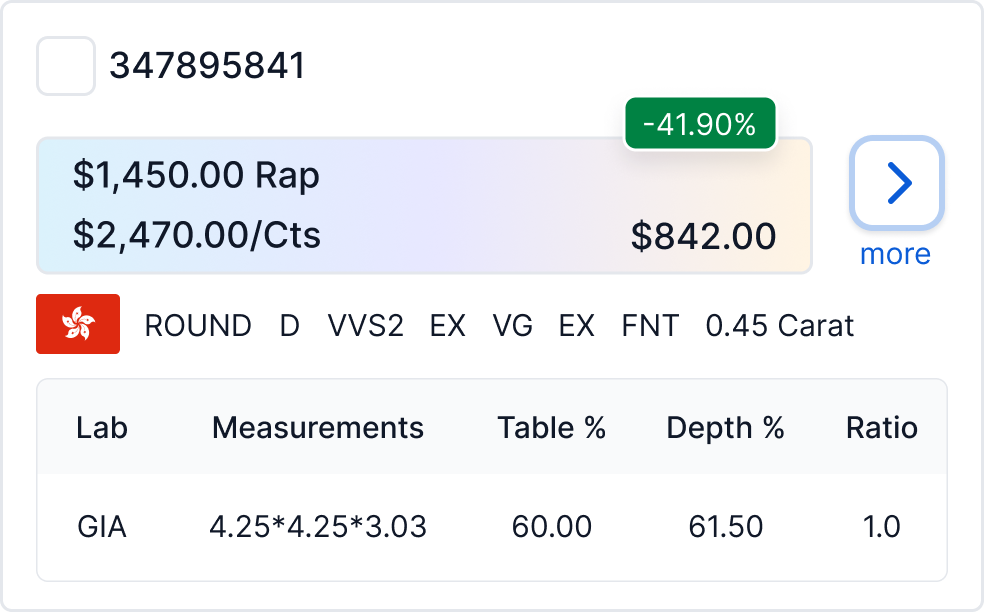 347895841
-41.90%
$1,450.00 Rap
$2,470.00/Cts $842.00
more
ROUND D VVS2 EX VG EX FNT 0.45 Carat
Lab Measurements Table % Depth % Ratio
GIA 4.25*4.25*3.03 60.00 61.50 1.0